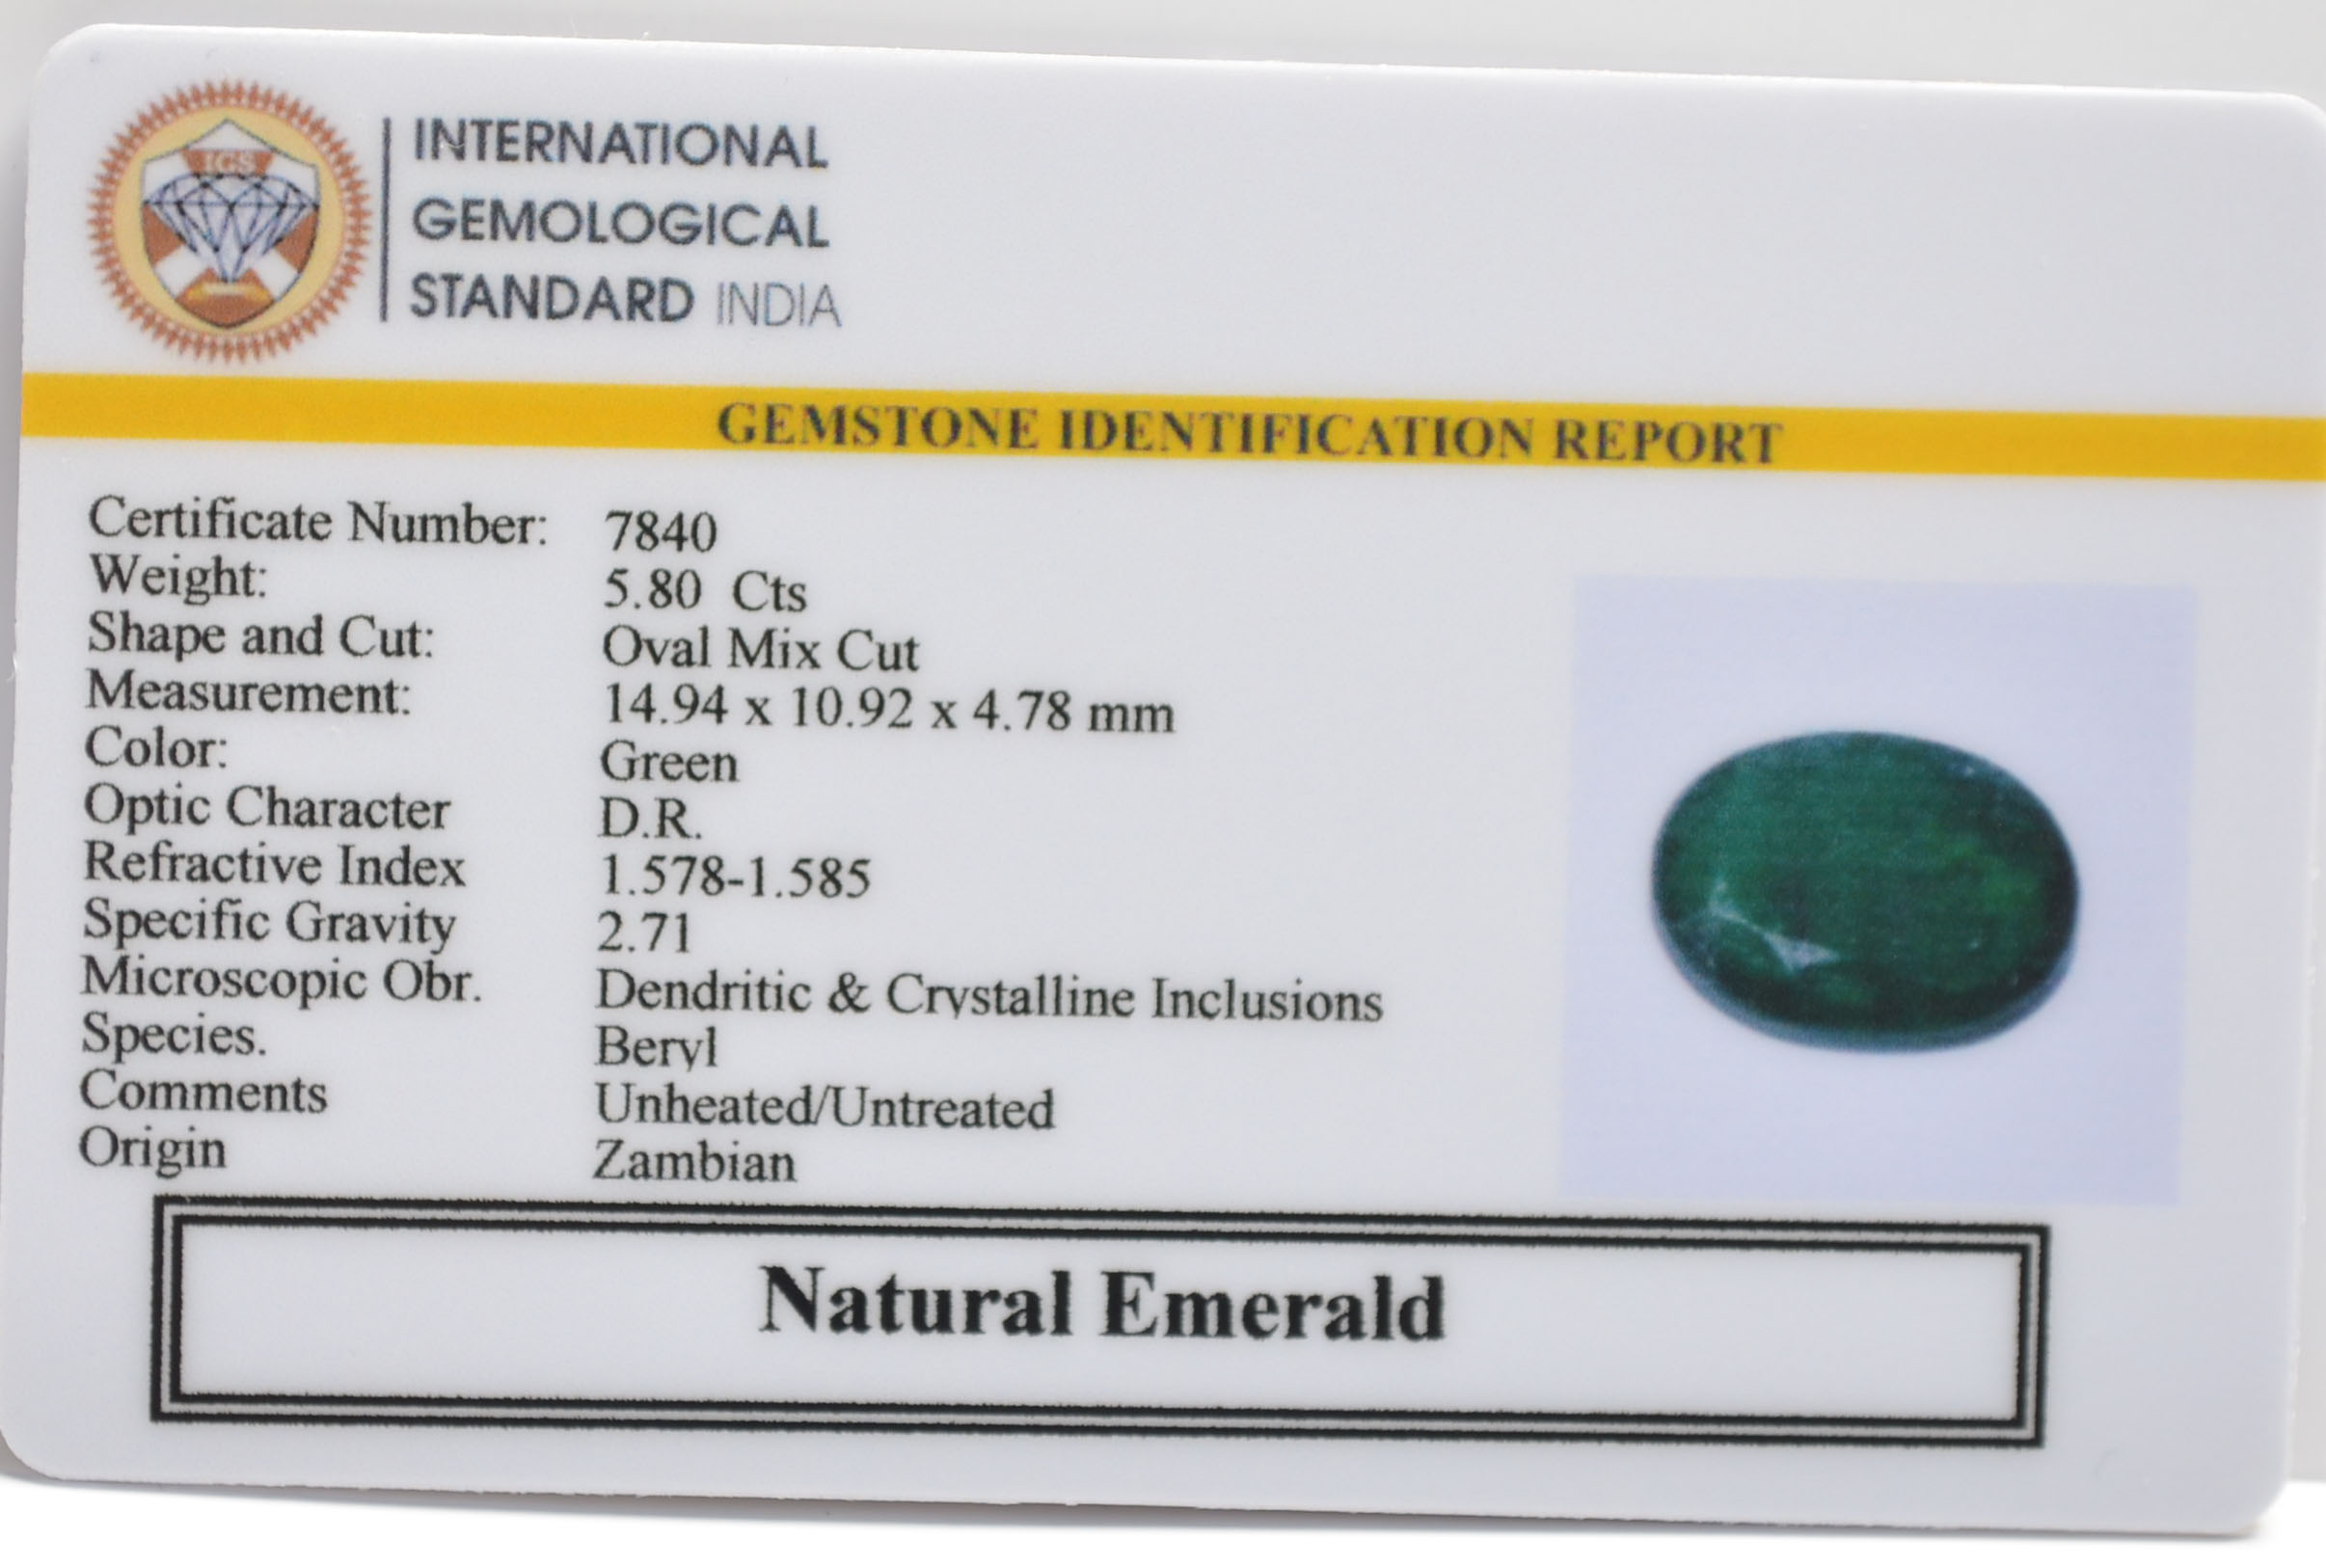 IGS
INTERNATIONAL
GEMOLOGICAL
STANDARD INDIA
GEMSTONE IDENTIFICATION REPORT
Certificate Number: 7840
Weight: 5.80 Cts
Shape and Cut: Oval Mix Cut
Measurement: 14.94 x 10.92 x 4.78 mm
Color: Green
Optic Character D.R.
Refractive Index 1.578-1.585
Specific Gravity 2.71
Microscopic Obr. Dendritic & Crystalline Inclusions
Species. Beryl
Comments Unheated/Untreated
Origin Zambian
Natural Emerald